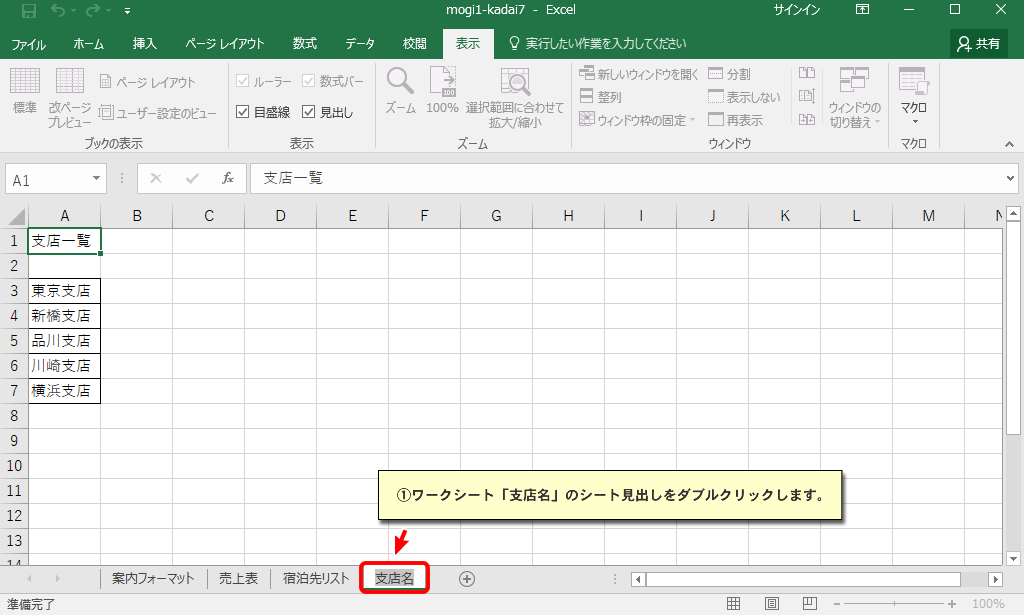 mogi1-kadai7 - Excel
サインイン
ファイル ホーム 挿入 ページ レイアウト 数式 データ 校閲 表示 実行したい作業を入力してください 共有
標準
改ページ
プレビュー
ページ レイアウト
ユーザー設定のビュー
ブックの表示
ルーラー 数式バー
目盛線 見出し
表示
ズーム
100%
100
選択範囲に合わせて
拡大/縮小
ズーム
新しいウィンドウを開く
整列
ウィンドウ枠の固定
分割
表示しない
再表示
ウィンドウの
切り替え
ウィンドウ
マクロ
マクロ
A1 fx 支店一覧
A B C D E F G H I J K L M N
1 支店一覧
2
3 東京支店
4 新橋支店
5 品川支店
6 川崎支店
7 横浜支店
8
9
10
11
12
13
14
①ワークシート「支店名」のシート見出しをダブルクリックします。
案内フォーマット 売上表 宿泊先リスト 支店名
準備完了
100%